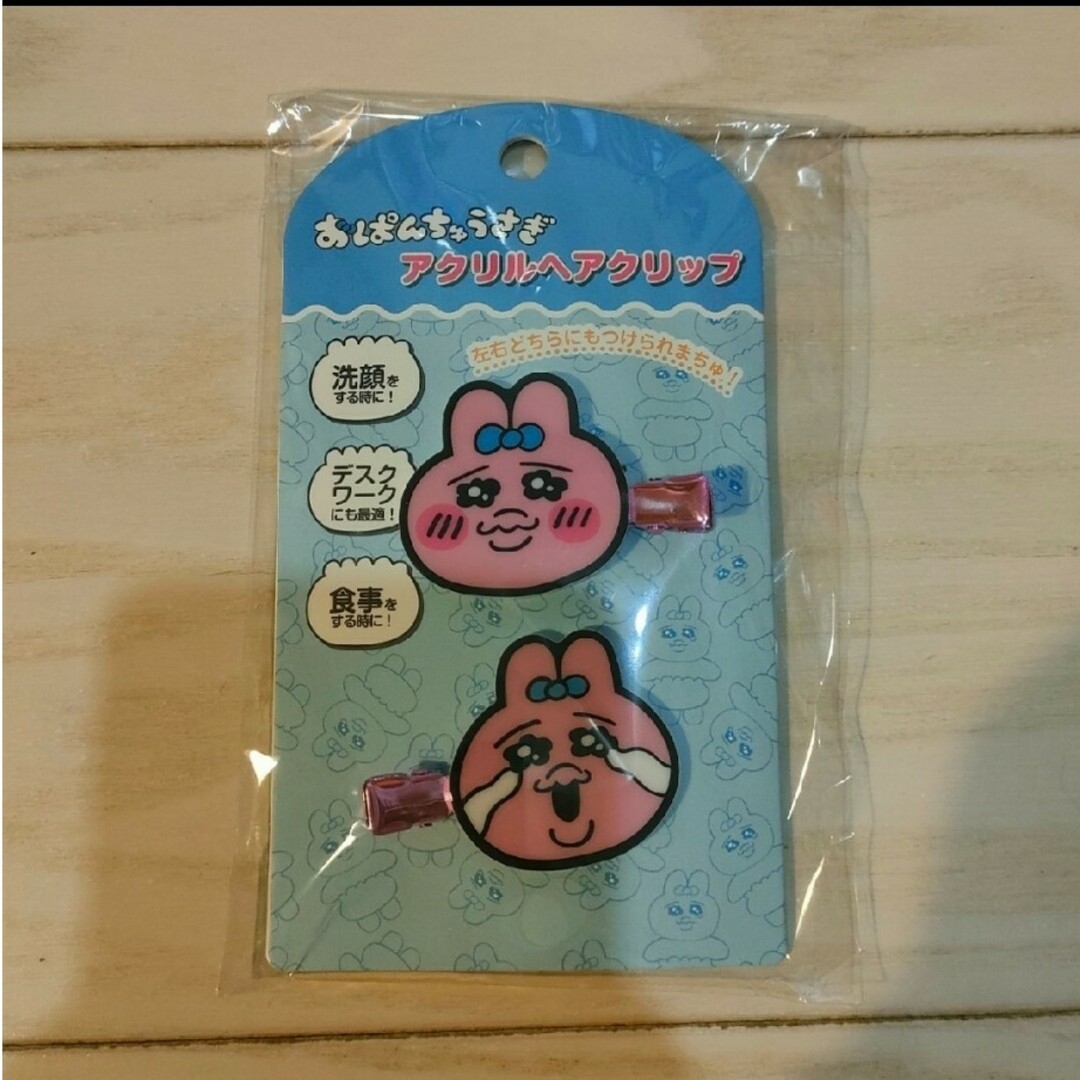 おぱんちゅうさぎ
アクリルヘアクリップ
左右どちらにもつけられまちゅ!
洗顔を
する時に!
デスク
ワーク
にも最適!
食事を
する時に!